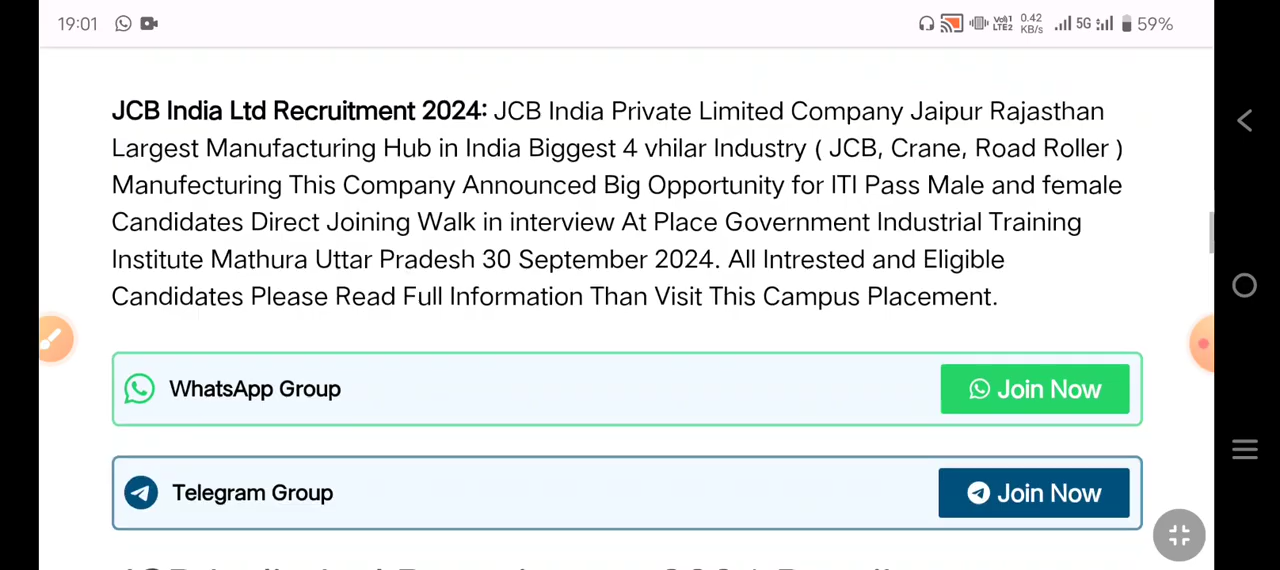 19:01
Vo)) 1 LTE2 0.42 KB/s 5G 59%
JCB India Ltd Recruitment 2024: JCB India Private Limited Company Jaipur Rajasthan
Largest Manufacturing Hub in India Biggest 4 vhilar Industry ( JCB, Crane, Road Roller )
Manufecturing This Company Announced Big Opportunity for ITI Pass Male and female
Candidates Direct Joining Walk in interview At Place Government Industrial Training
Institute Mathura Uttar Pradesh 30 September 2024. All Intrested and Eligible
Candidates Please Read Full Information Than Visit This Campus Placement.
WhatsApp Group Join Now
Telegram Group Join Now